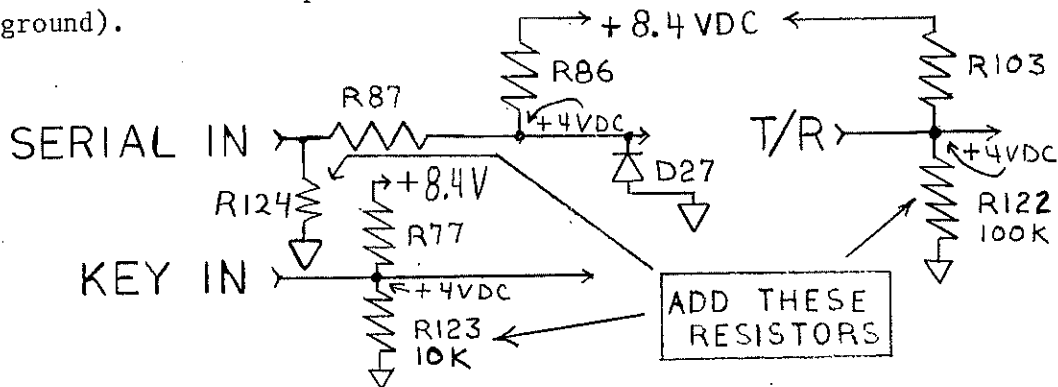 ground).
+ 8.4 VDC
R86
R103
R87
+4VDC
SERIAL IN
T/R
+4VDC
D27
R124
+8.4V
R122
100K
R77
KEY IN
+4VDC
R123
10K
ADD THESE
RESISTORS